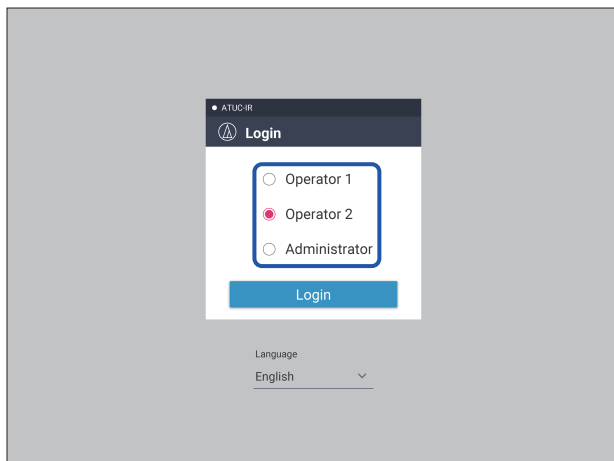 ATUC-IR
Login
Operator 1
Operator 2
Administrator
Login
Language
English